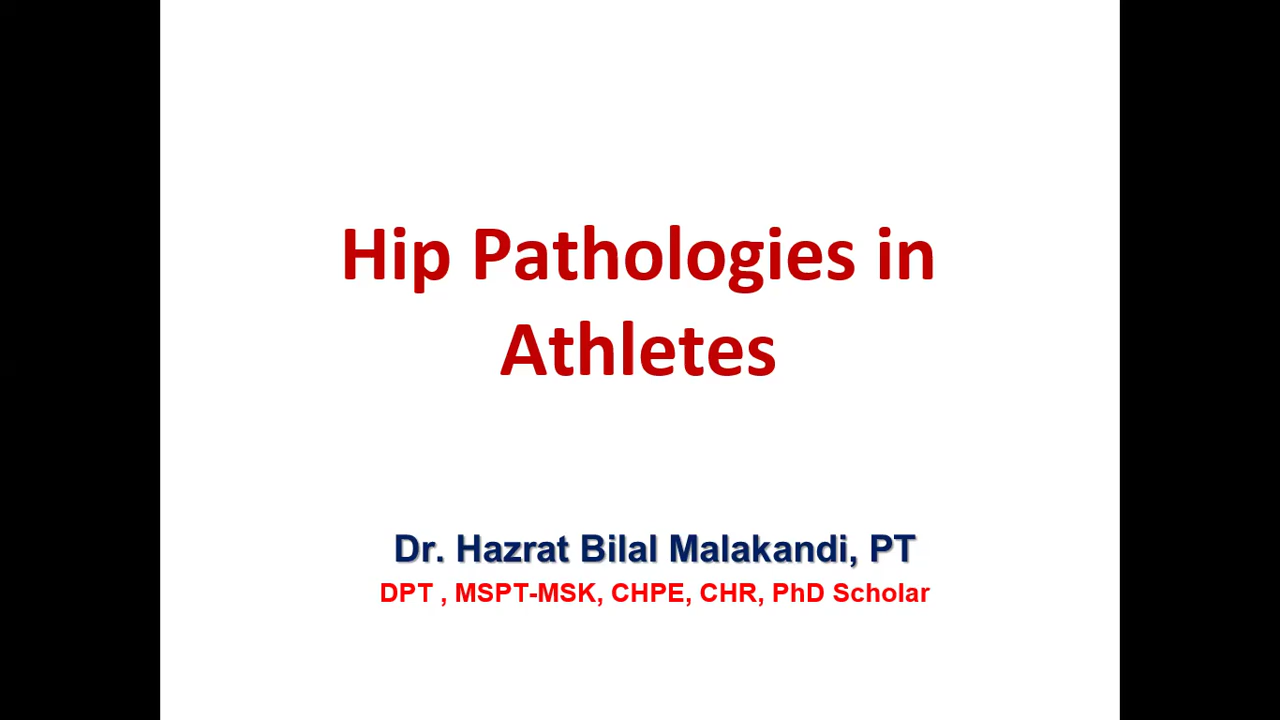 Hip Pathologies in
Athletes
Dr. Hazrat Bilal Malakandi, PT
DPT , MSPT-MSK, CHPE, CHR, PhD Scholar